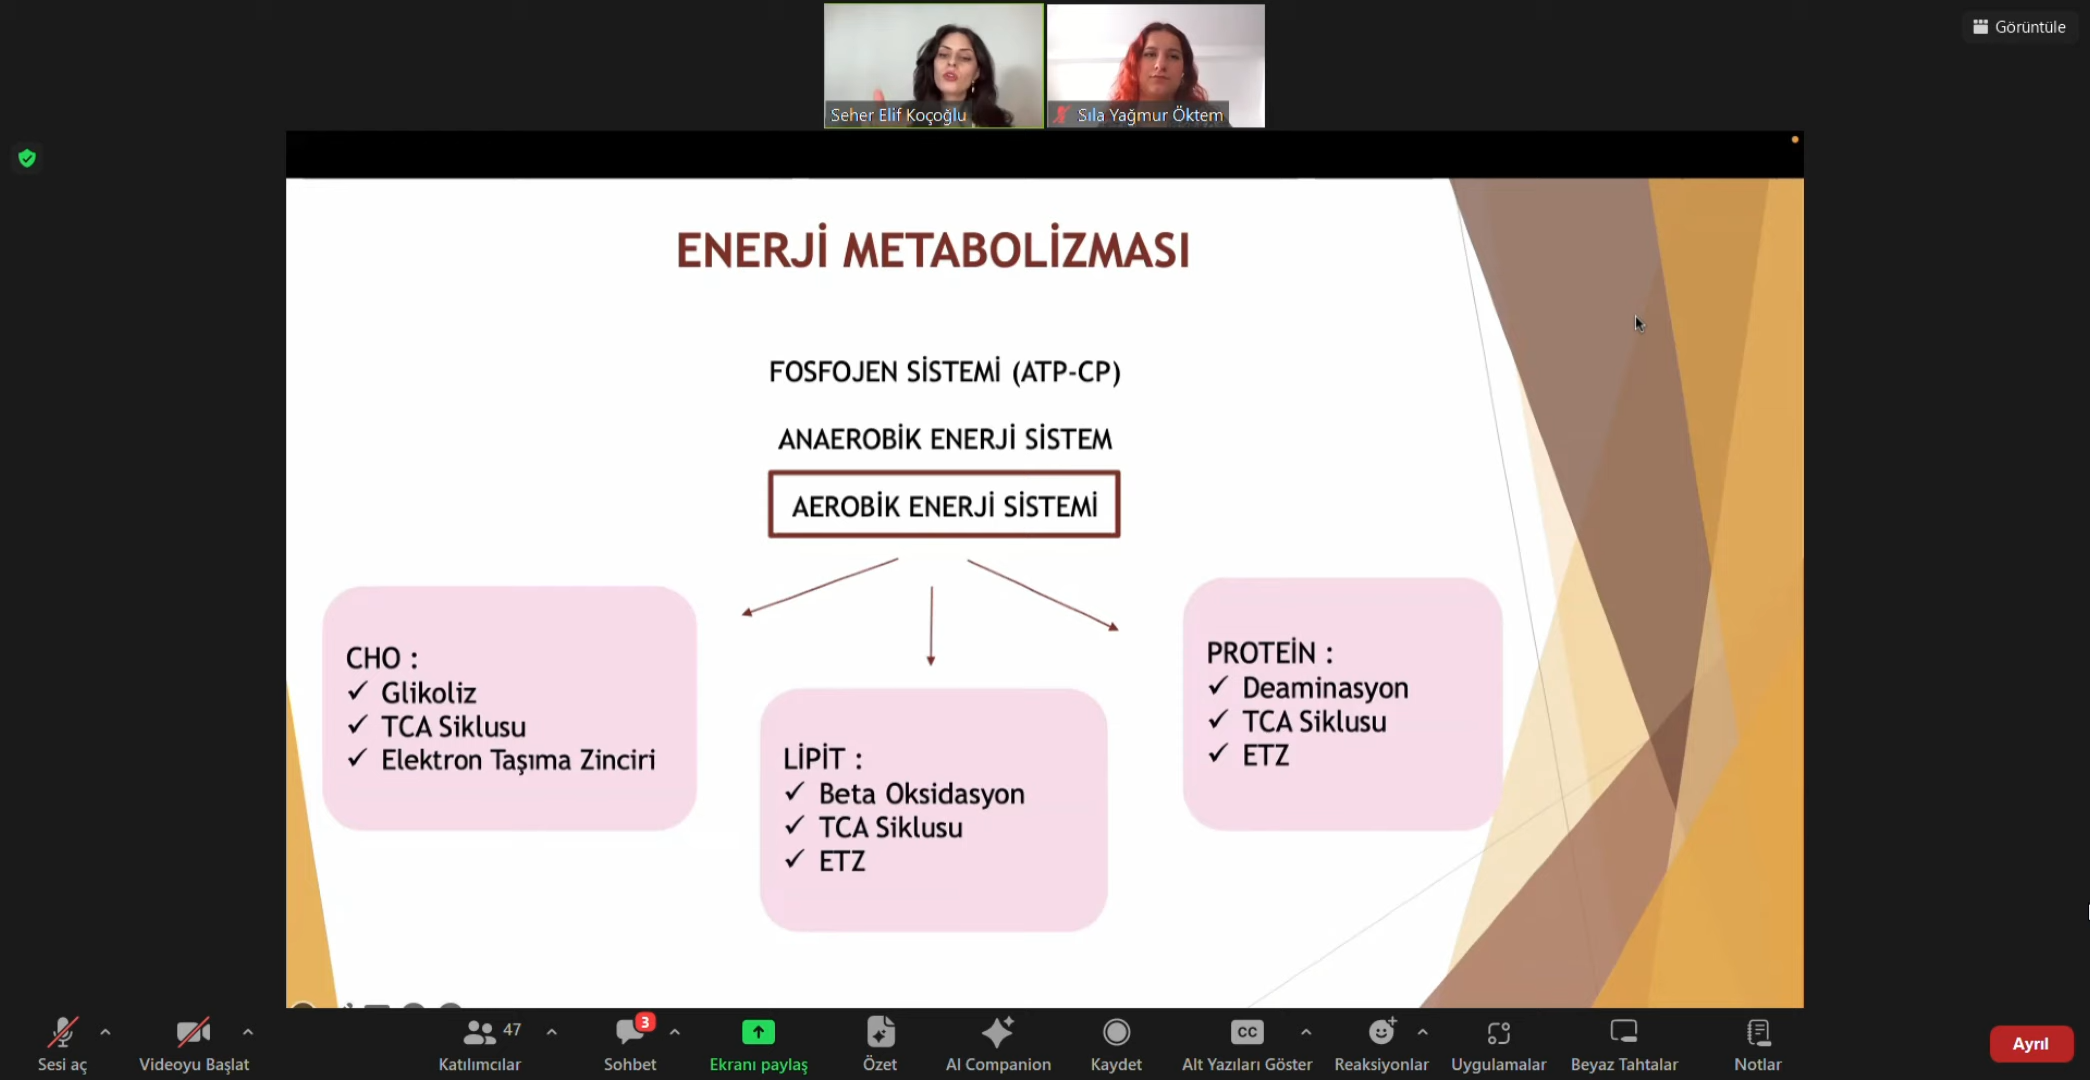 Görüntüle
Seher Elif Koçoğlu
Sıla Yağmur Öktem
ENERJİ METABOLİZMASI
FOSFOJEN SİSTEMİ (ATP-CP)
ANAEROBİK ENERJİ SİSTEM
AEROBİK ENERJİ SİSTEMİ
CHO :
✓ Glikoliz
✓ TCA Siklusu
✓ Elektron Taşıma Zinciri
LİPİT :
✓ Beta Oksidasyon
✓ TCA Siklusu
✓ ETZ
PROTEİN :
✓ Deaminasyon
✓ TCA Siklusu
✓ ETZ
47
3
CC
Sesi aç
Videoyu Başlat
Katılımcılar
Sohbet
Ekranı paylaş
Özet
AI Companion
Kaydet
Alt Yazıları Göster
Reaksiyonlar
Uygulamalar
Beyaz Tahtalar
Notlar
Ayrıl